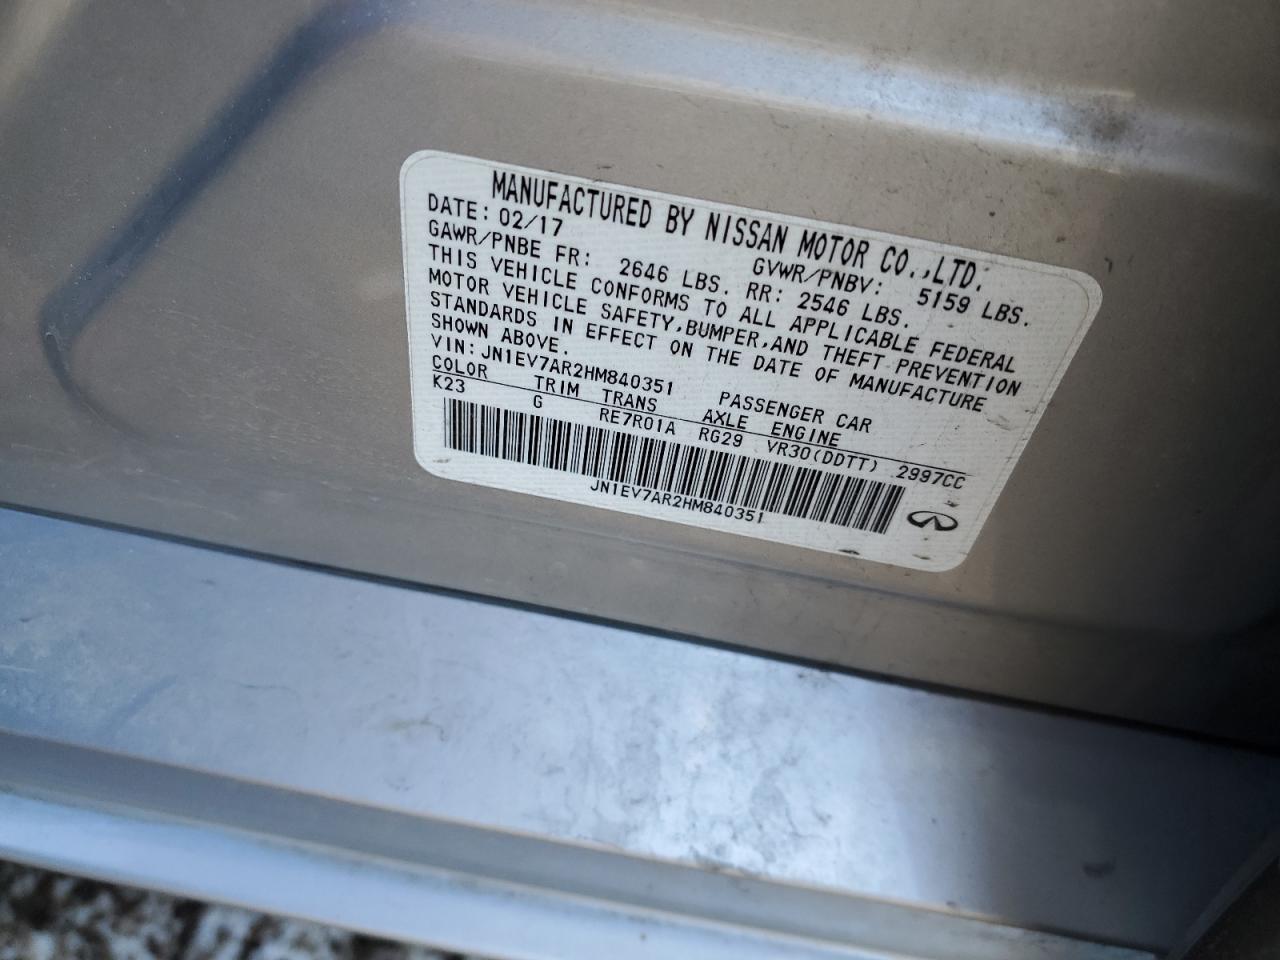 MANUFACTURED BY NISSAN MOTOR CO.,LTD.
DATE: 02/17 GVWR/PNBV: 5159 LBS.
GAWR/PNBE FR: 2646 LBS. RR: 2546 LBS.
THIS VEHICLE CONFORMS TO ALL APPLICABLE FEDERAL
MOTOR VEHICLE SAFETY,BUMPER,AND THEFT PREVENTION
STANDARDS IN EFFECT ON THE DATE OF MANUFACTURE
SHOWN ABOVE.
VIN: JN1EV7AR2HM840351 PASSENGER CAR
COLOR TRIM TRANS AXLE ENGINE
K23 G RE7R01A RG29 VR30(DDTT) 2997CC
JN1EV7AR2HM840351